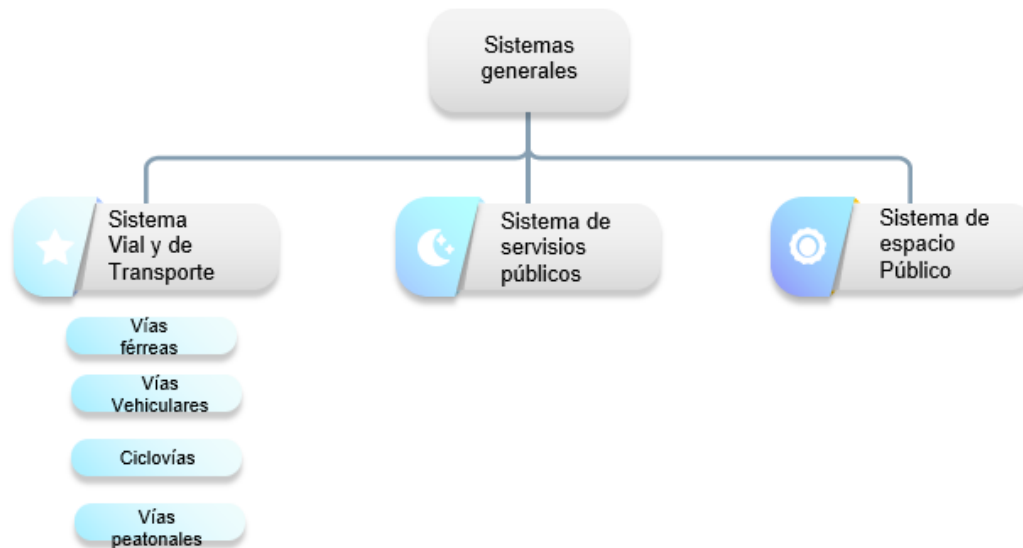 Sistemas
generales
Sistema
Vial y de
Transporte
Sistema de
servisios
públicos
Sistema de
espacio
Público
Vías
férreas
Vías
Vehiculares
Ciclovías
Vías
peatonales